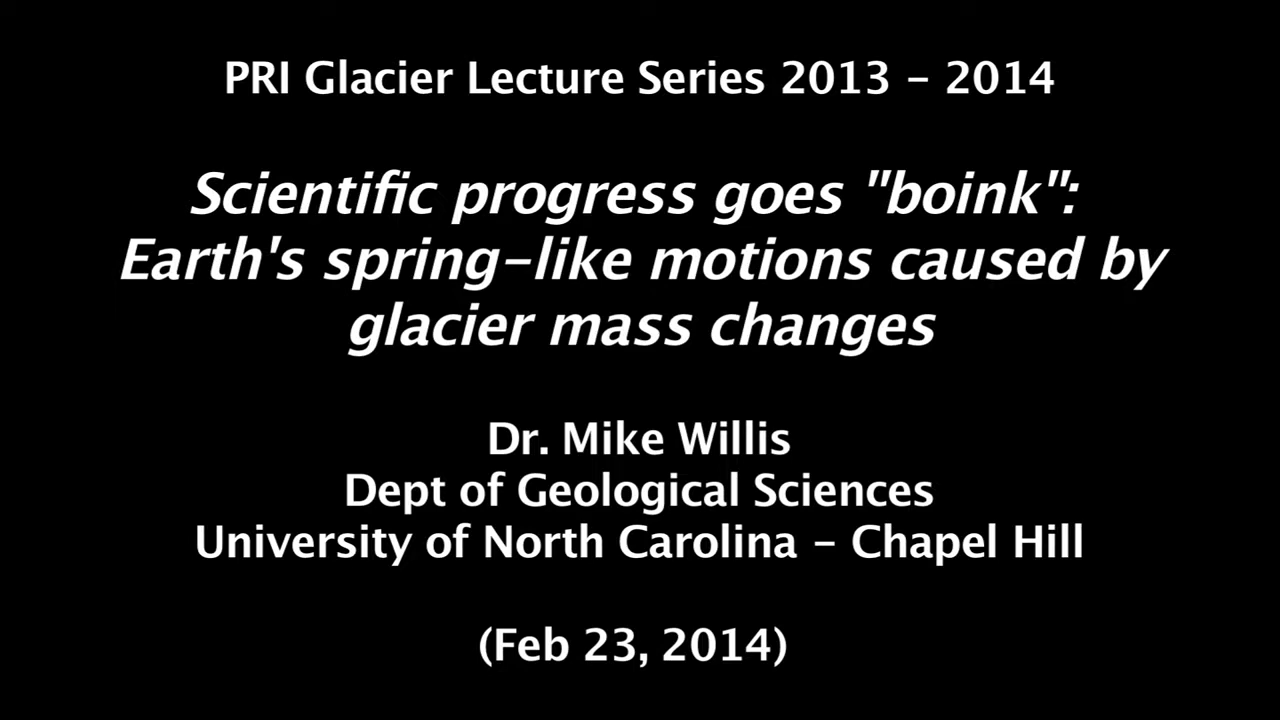 PRI Glacier Lecture Series 2013 - 2014
Scientific progress goes "boink":
Earth's spring-like motions caused by
glacier mass changes
Dr. Mike Willis
Dept of Geological Sciences
University of North Carolina - Chapel Hill
(Feb 23, 2014)